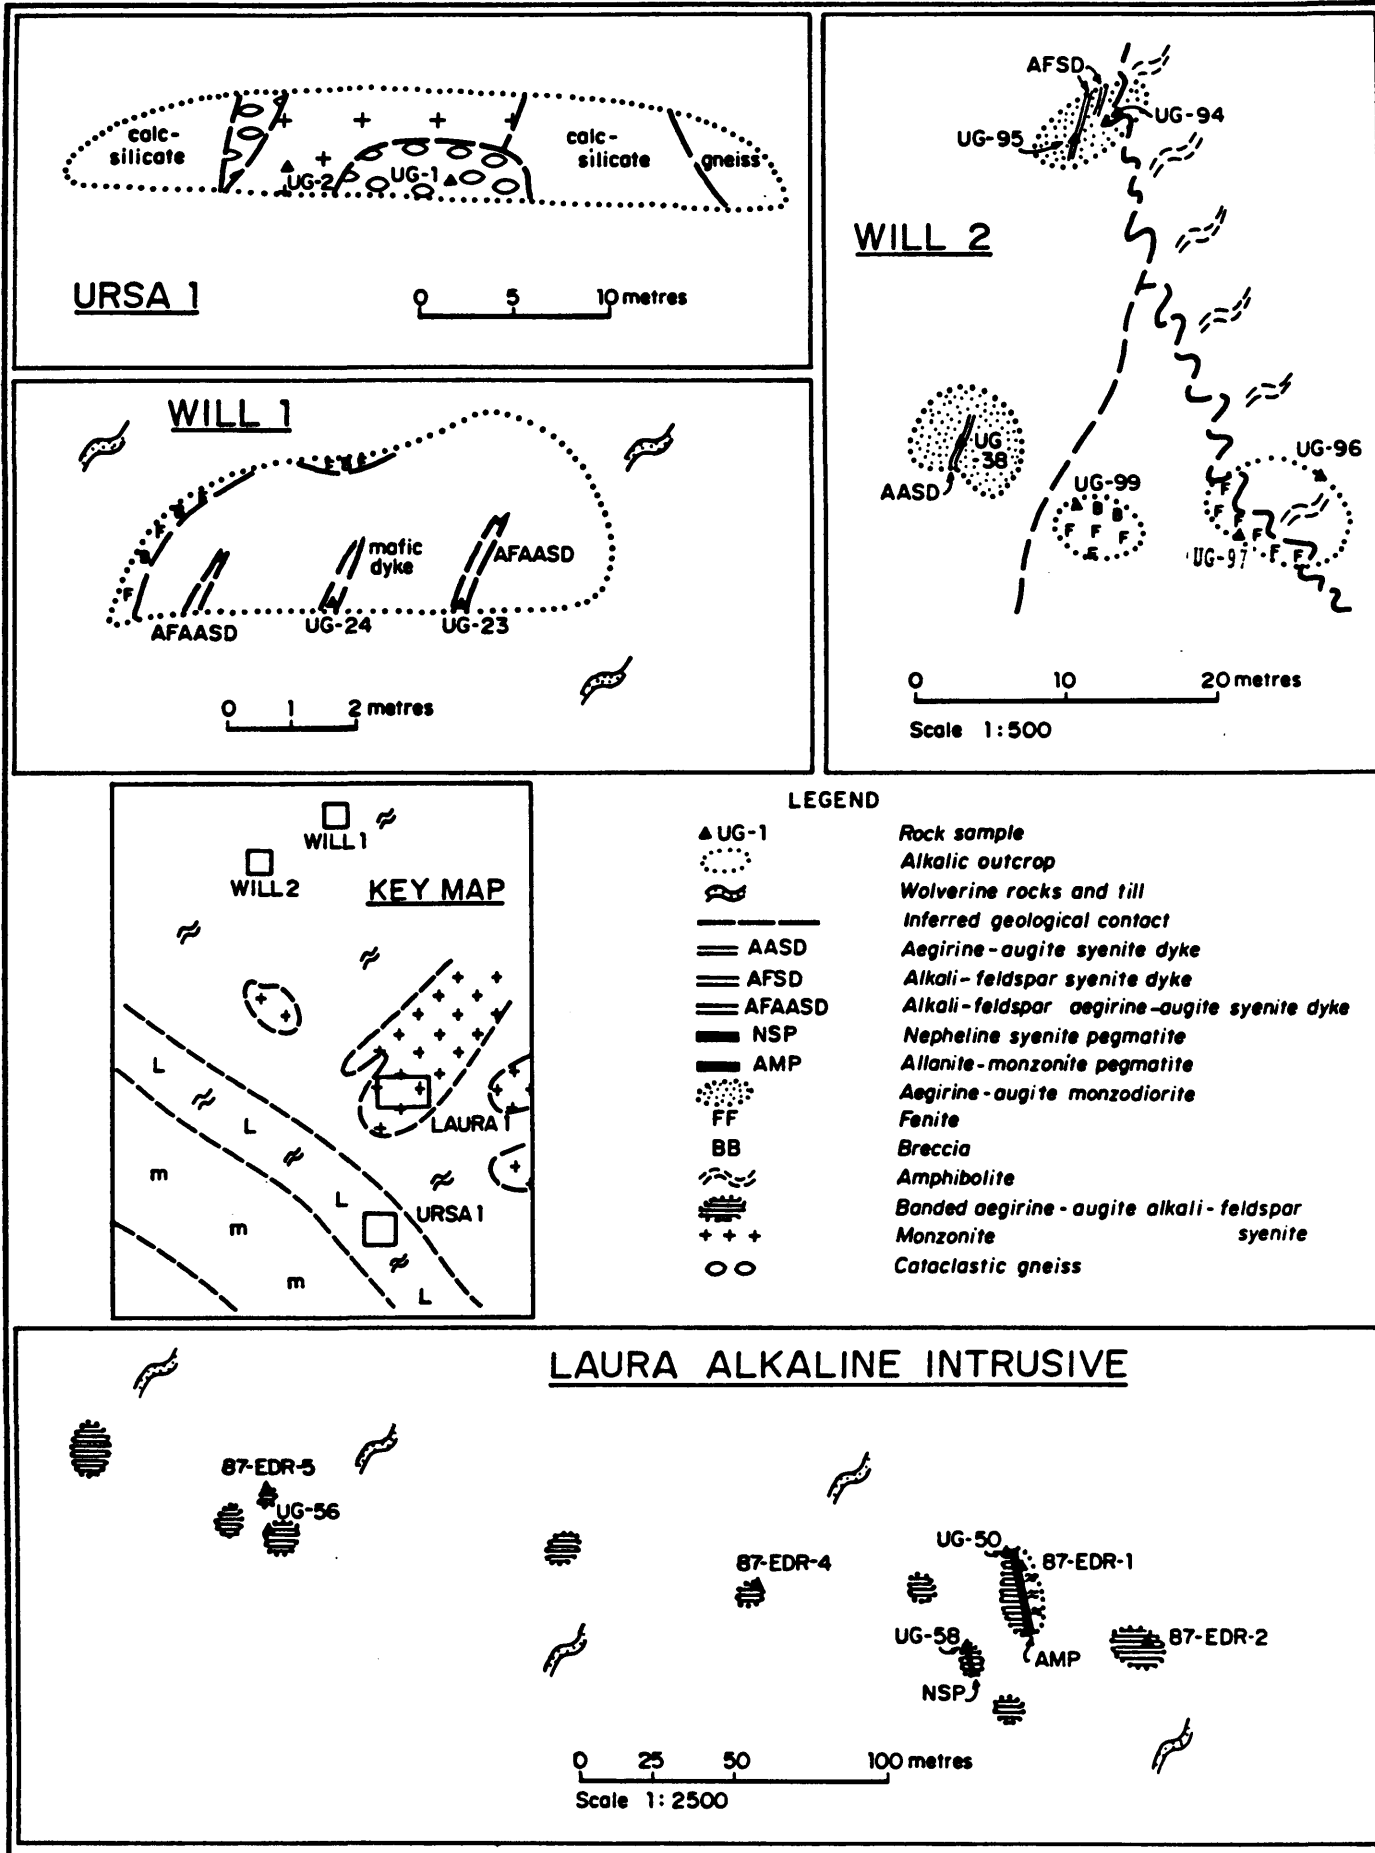 calc-
silicate
UG-2
UG-1
calc-
silicate
gneiss
URSA 1
0 5 10 metres
WILL 1
F B F
B
F
B
B
F
mafic
dyke
AFAASD
AFAASD
UG-24
UG-23
0 1 2 metres
AFSD
UG-94
UG-95
WILL 2
UG
-38
AASD
UG-99
B B
F F F
F
UG-96
F
F F
F F
UG-97
0 10 20 metres
Scale 1:500
WILL 1
WILL 2
KEY MAP
L
L
LAURA 1
m
L
URSA 1
m
m
L
LEGEND
UG-1 Rock sample
Alkalic outcrop
Wolverine rocks and till
Inferred geological contact
AASD Aegirine-augite syenite dyke
AFSD Alkali-feldspar syenite dyke
AFAASD Alkali-feldspar aegirine-augite syenite dyke
NSP Nepheline syenite pegmatite
AMP Allanite-monzonite pegmatite
Aegirine-augite monzodiorite
FF Fenite
BB Breccia
Amphibolite
Banded aegirine-augite alkali-feldspar
syenite
Monzonite
Cataclastic gneiss
LAURA ALKALINE INTRUSIVE
87-EDR-5
UG-56
87-EDR-4
UG-50
87-EDR-1
UG-58
NSP
AMP
87-EDR-2
0 25 50 100 metres
Scale 1:2500